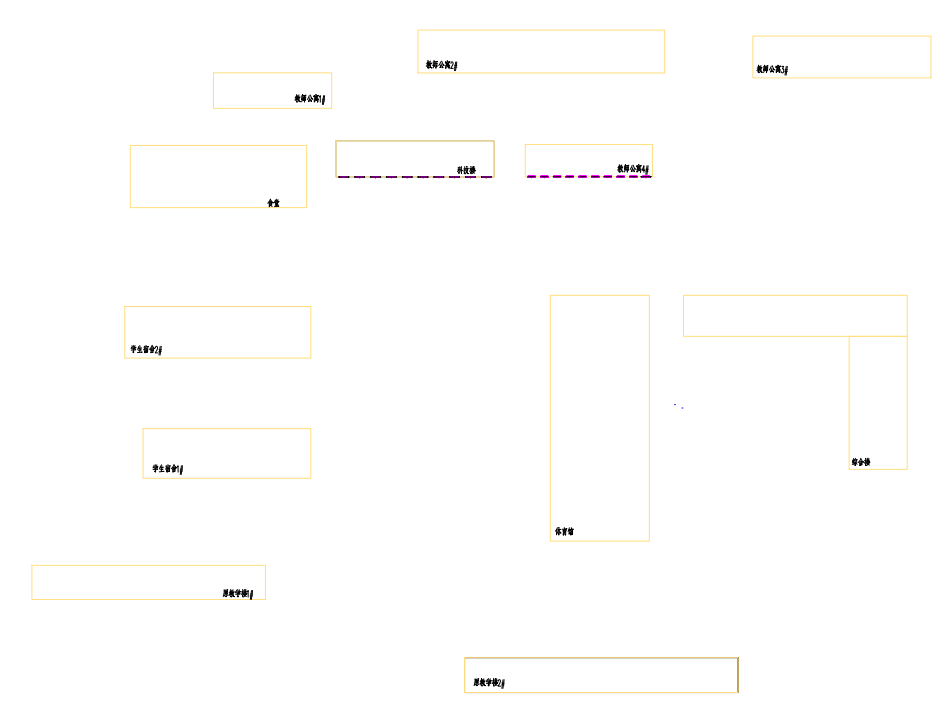 教师公寓2#
教师公寓3#
教师公寓1#
科技楼
教师公寓4#
食堂
学生宿舍2#
综合楼
学生宿舍1#
体育馆
原教学楼1#
原教学楼2#